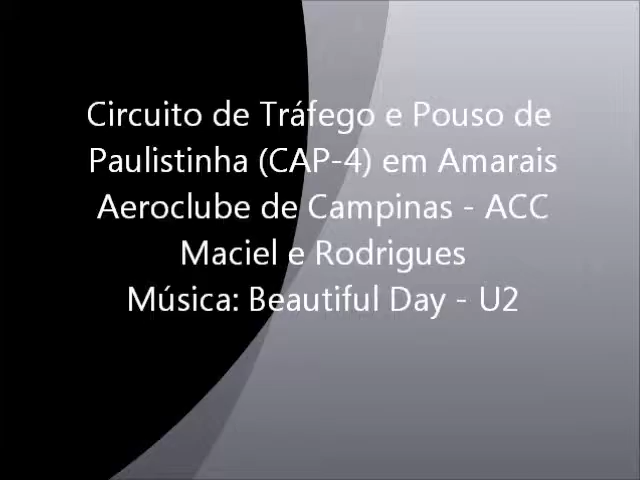 Circuito de Tráfego e Pouso de
Paulistinha (CAP-4) em Amarais
Aeroclube de Campinas - ACC
Maciel e Rodrigues
Música: Beautiful Day - U2